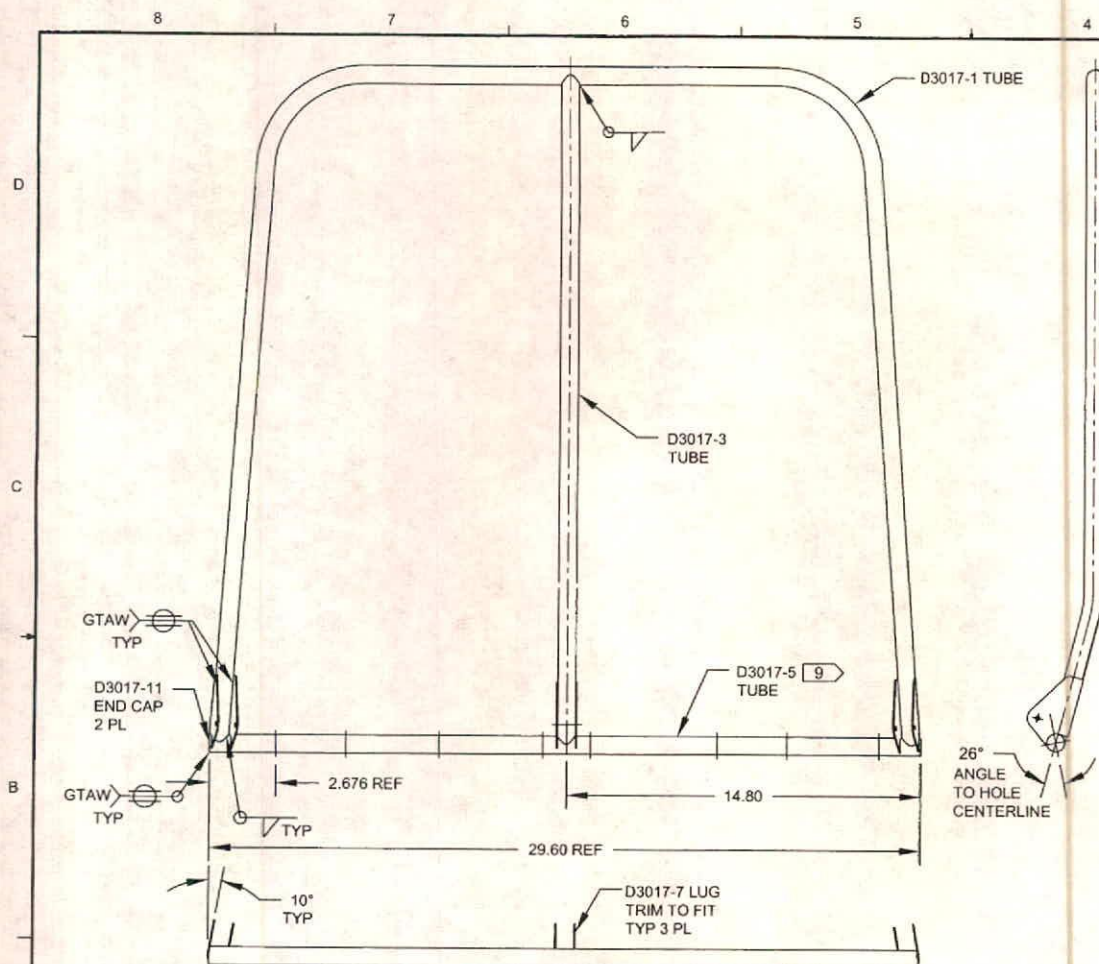 8 7 6 5 4
D3017-1 TUBE
D
D3017-3
TUBE
C
GTAW
TYP
D3017-5 9
TUBE
D3017-11
END CAP
2 PL
26°
ANGLE
TO HOLE
CENTERLINE
B
2.676 REF
14.80
GTAW
TYP
TYP
29.60 REF
10°
TYP
D3017-7 LUG
TRIM TO FIT
TYP 3 PL